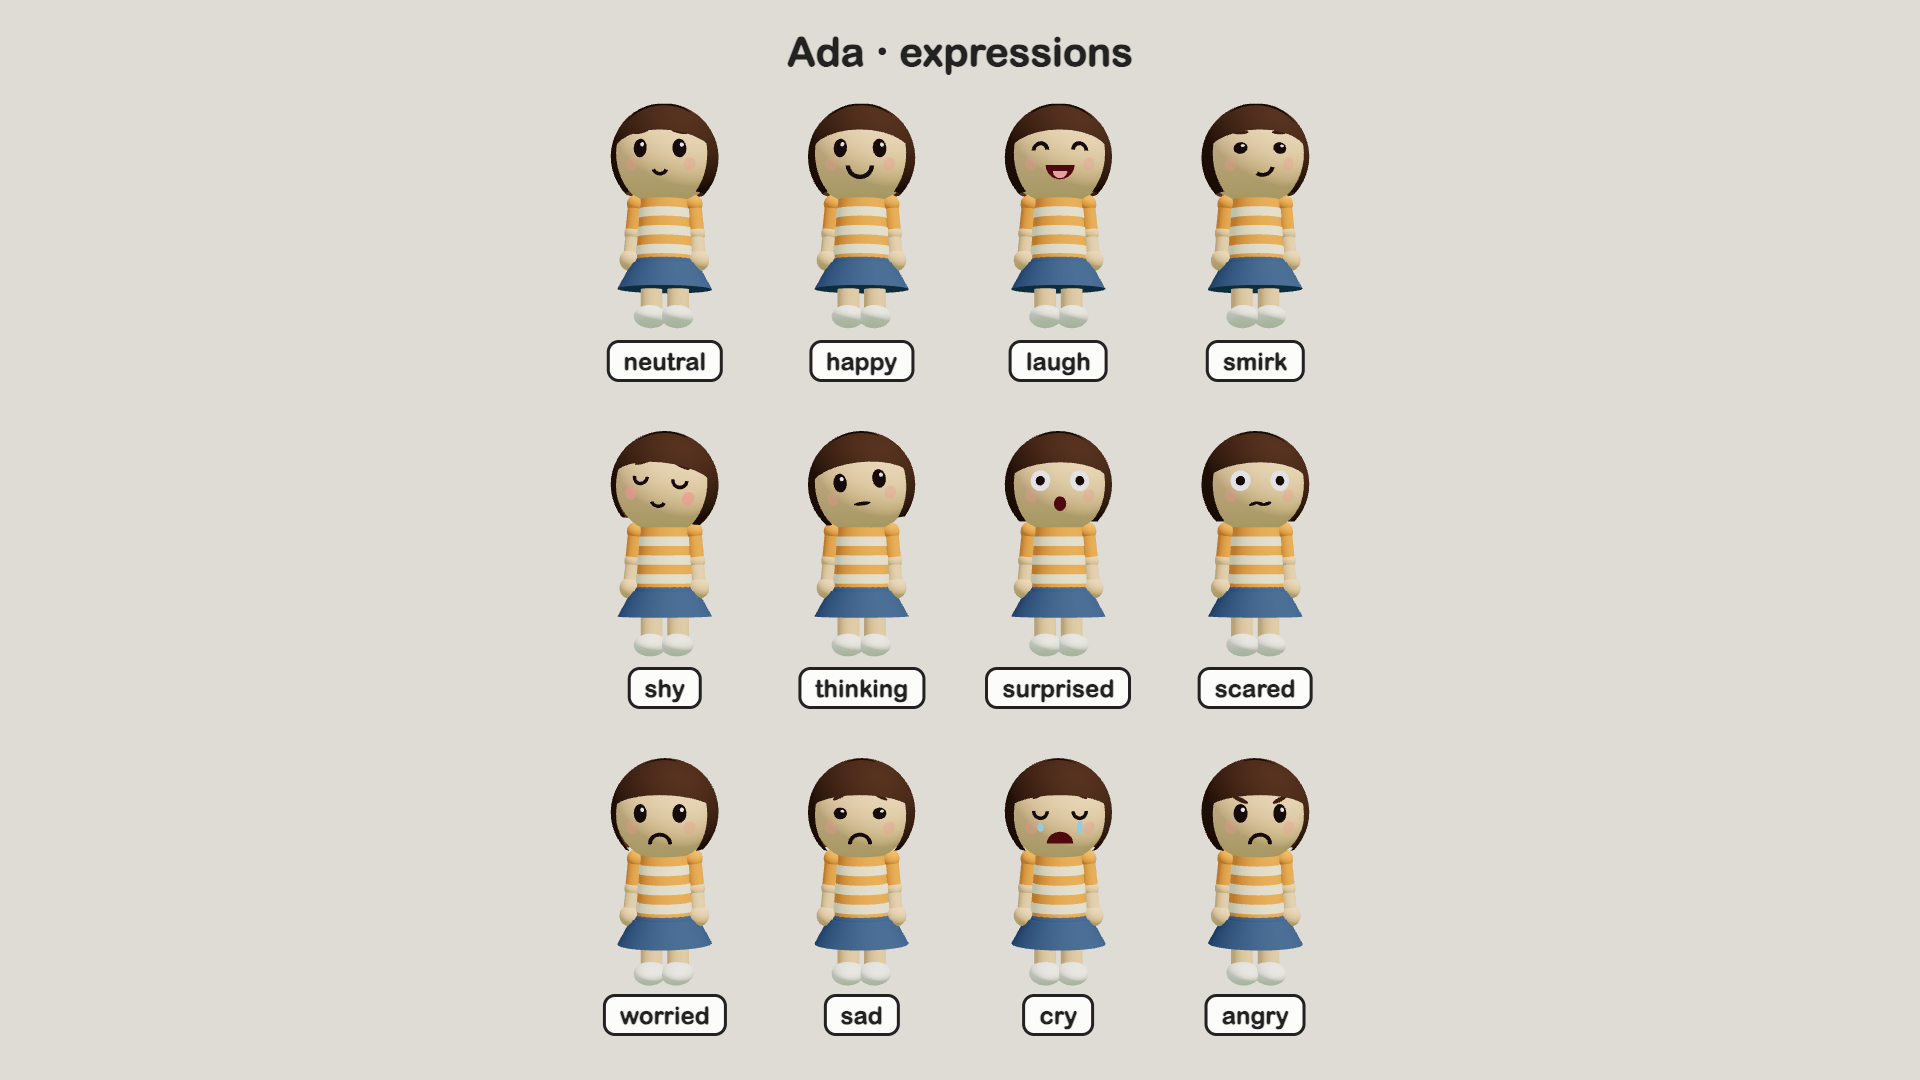 Ada · expressions
neutral
happy
laugh
smirk
shy
thinking
surprised
scared
worried
sad
cry
angry